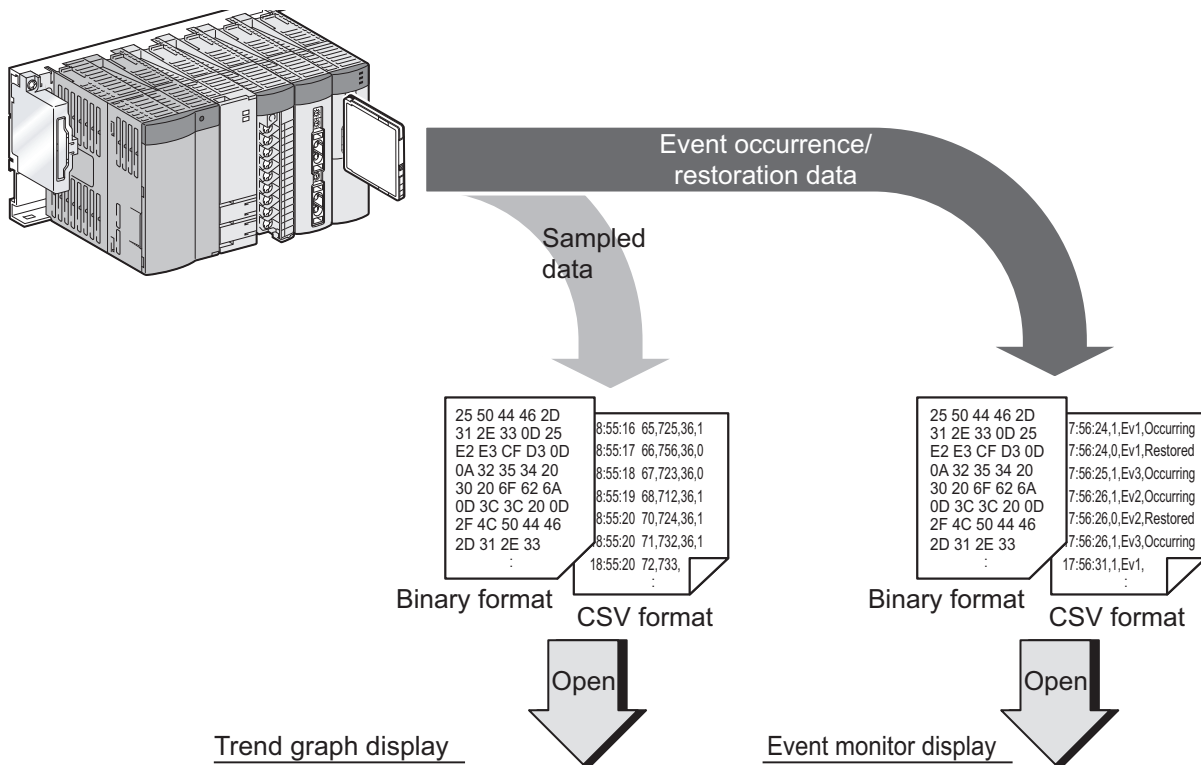 Event occurrence/
restoration data
Sampled
data
25 50 44 46 2D
31 2E 33 0D 25
E2 E3 CF D3 0D
0A 32 35 34 20
30 20 6F 62 6A
0D 3C 3C 20 0D
2F 4C 50 44 46
2D 31 2E 33
:
Binary format
8:55:16 65,725,36,1
8:55:17 66,756,36,0
8:55:18 67,723,36,0
8:55:19 68,712,36,1
8:55:20 70,724,36,1
8:55:20 71,732,36,1
18:55:20 72,733,
:
CSV format
25 50 44 46 2D
31 2E 33 0D 25
E2 E3 CF D3 0D
0A 32 35 34 20
30 20 6F 62 6A
0D 3C 3C 20 0D
2F 4C 50 44 46
2D 31 2E 33
:
Binary format
7:56:24,1,Ev1,Occurring
7:56:24,0,Ev1,Restored
7:56:25,1,Ev3,Occurring
7:56:26,1,Ev2,Occurring
7:56:26,0,Ev2,Restored
7:56:26,1,Ev3,Occurring
17:56:31,1,Ev1,
:
CSV format
Open
Open
Trend graph display
Event monitor display